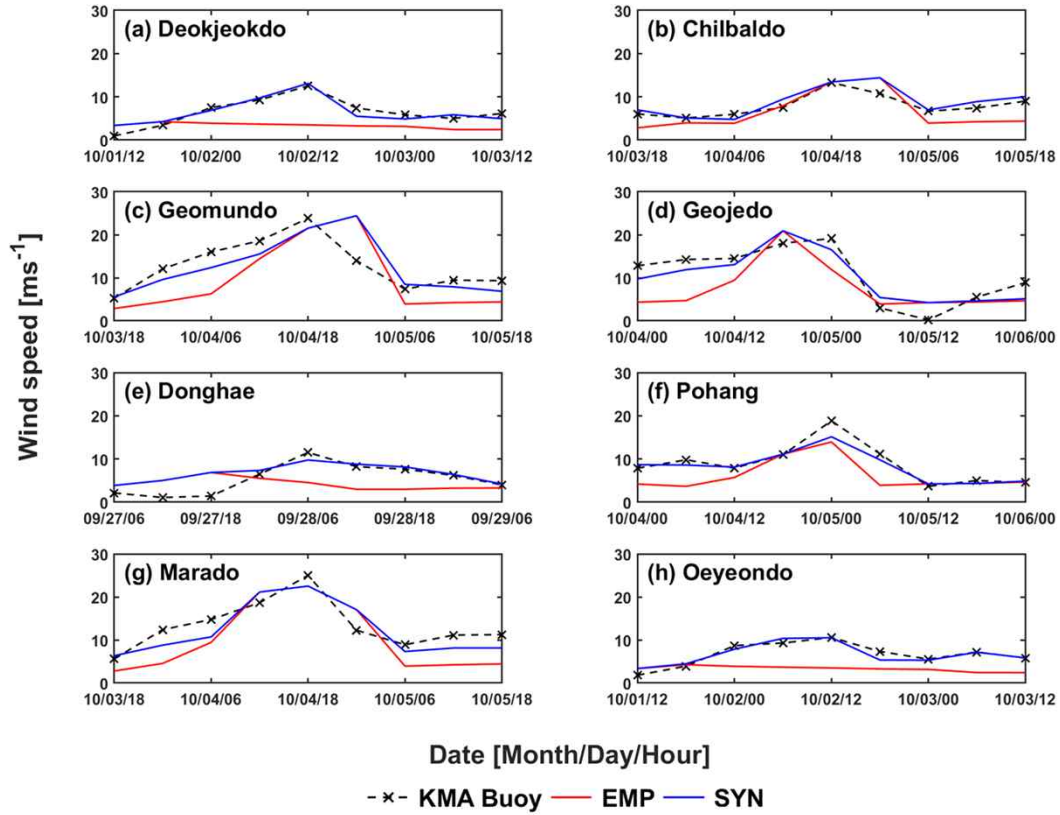 (a) Deokjeokdo
30
20
10
0
10/01/12 10/02/00 10/02/12 10/03/00 10/03/12
(b) Chilbaldo
30
20
10
0
10/03/18 10/04/06 10/04/18 10/05/06 10/05/18
(c) Geomundo
30
20
10
0
10/03/18 10/04/06 10/04/18 10/05/06 10/05/18
(d) Geojedo
30
20
10
0
10/04/00 10/04/12 10/05/00 10/05/12 10/06/00
(e) Donghae
30
20
10
0
09/27/06 09/27/18 09/28/06 09/28/18 09/29/06
(f) Pohang
30
20
10
0
10/04/00 10/04/12 10/05/00 10/05/12 10/06/00
(g) Marado
30
20
10
0
10/03/18 10/04/06 10/04/18 10/05/06 10/05/18
(h) Oeyeondo
30
20
10
0
10/01/12 10/02/00 10/02/12 10/03/00 10/03/12
Wind speed [ms⁻¹]
Date [Month/Day/Hour]
KMA Buoy EMP SYN